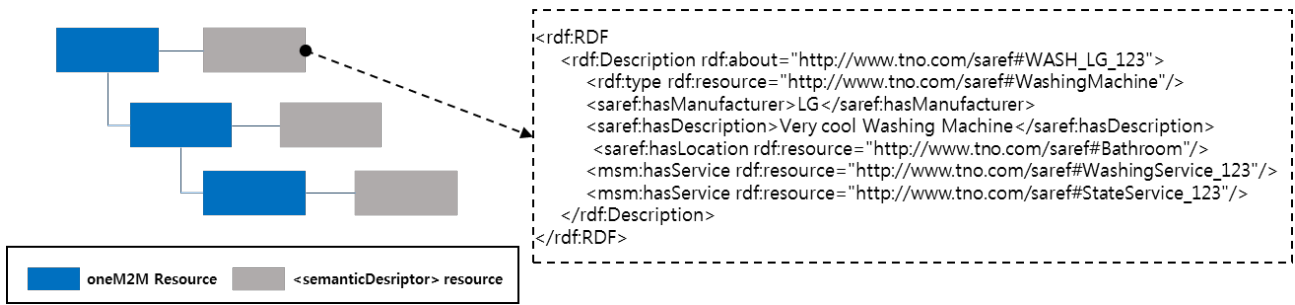 <rdf:RDF
<rdf:Description rdf:about="http://www.tno.com/saref#WASH_LG_123">
<rdf:type rdf:resource="http://www.tno.com/saref#WashingMachine"/>
<saref:hasManufacturer>LG</saref:hasManufacturer>
<saref:hasDescription>Very cool Washing Machine</saref:hasDescription>
<saref:hasLocation rdf:resource="http://www.tno.com/saref#Bathroom"/>
<msm:hasService rdf:resource="http://www.tno.com/saref#WashingService_123"/>
<msm:hasService rdf:resource="http://www.tno.com/saref#StateService_123"/>
</rdf:Description>
</rdf:RDF>
oneM2M Resource
<semanticDesriptor> resource